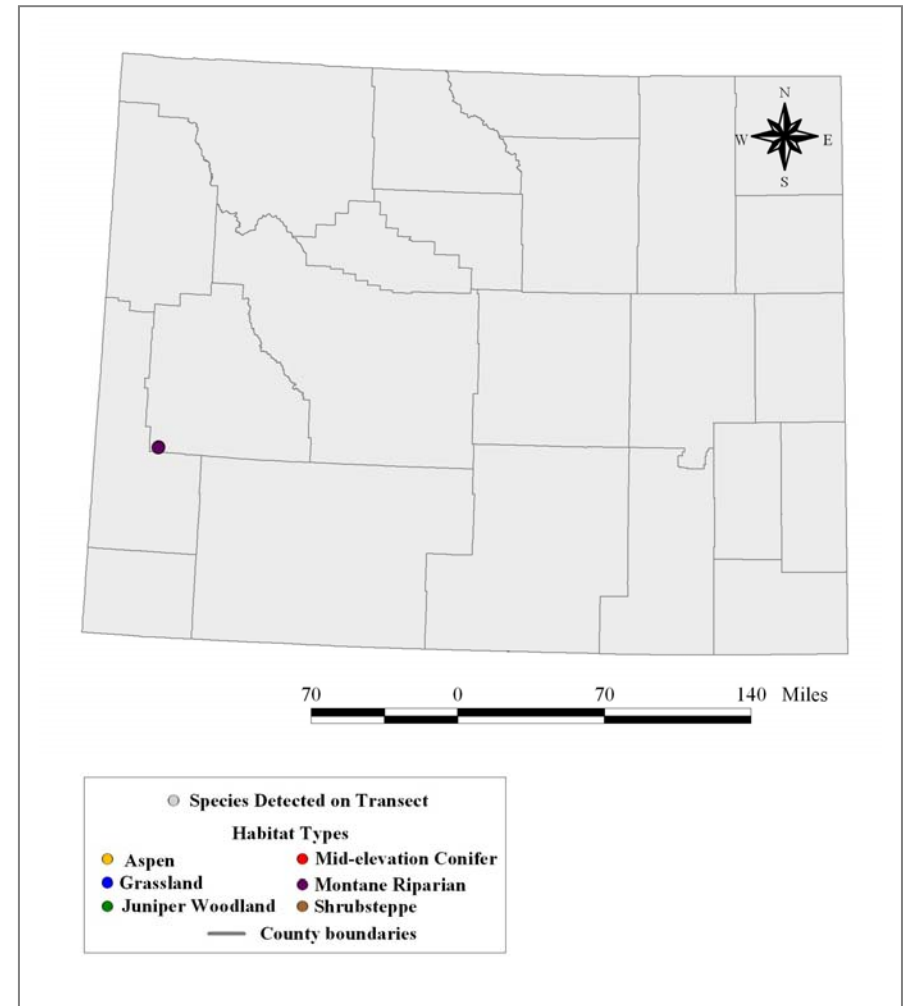 N
W E
S
70 0 70 140 Miles
Species Detected on Transect
Habitat Types
Aspen Mid-elevation Conifer
Grassland Montane Riparian
Juniper Woodland Shrubsteppe
County boundaries